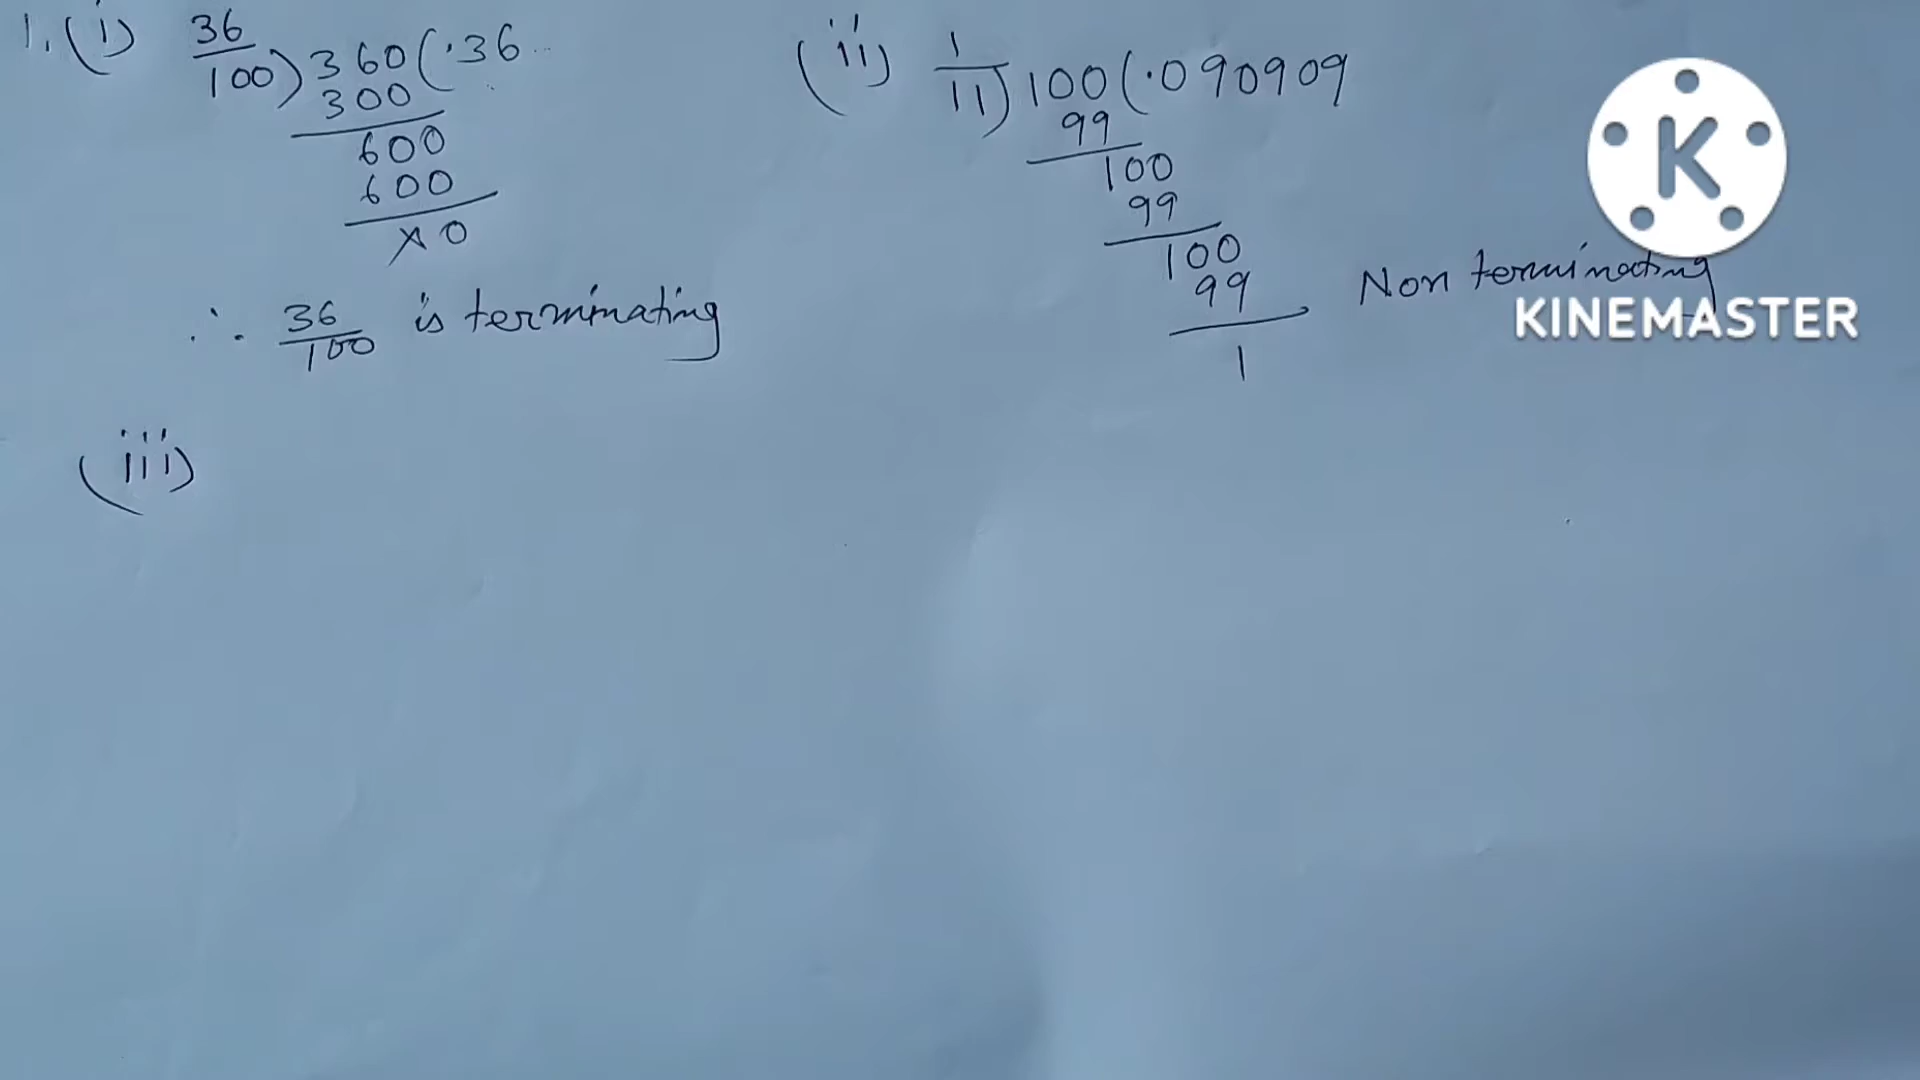 1. (i) 36
100) 360 (.36
300
600
600
x0
∴ 36/100 is terminating
(ii) 1
11) 100 (.090909
99
100
99
100
99
1
Non terminating
(iii)
K
KINEMASTER